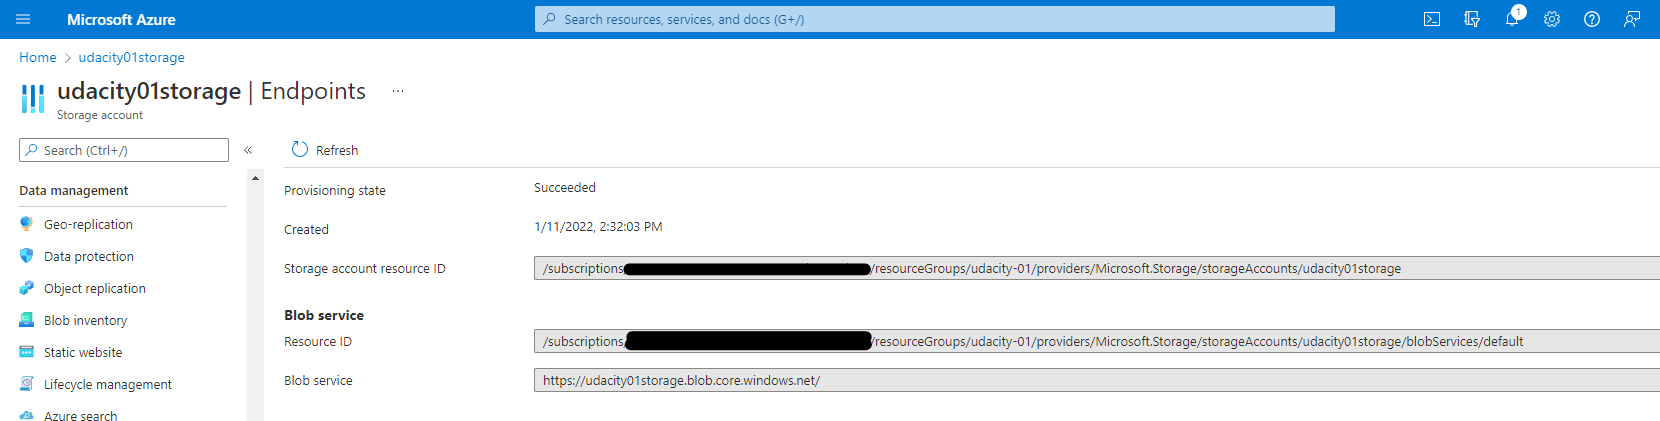 Microsoft Azure
Search resources, services, and docs (G+/)
1
Home > udacity01storage
udacity01storage | Endpoints ...
Storage account
Search (Ctrl+/) «
Refresh
Data management
Geo-replication
Data protection
Object replication
Blob inventory
Static website
Lifecycle management
Azure search
Provisioning state Succeeded
Created 1/11/2022, 2:32:03 PM
Storage account resource ID /subscriptions /resourceGroups/udacity-01/providers/Microsoft.Storage/storageAccounts/udacity01storage
Blob service
Resource ID /subscriptions/ /resourceGroups/udacity-01/providers/Microsoft.Storage/storageAccounts/udacity01storage/blobServices/default
Blob service https://udacity01storage.blob.core.windows.net/